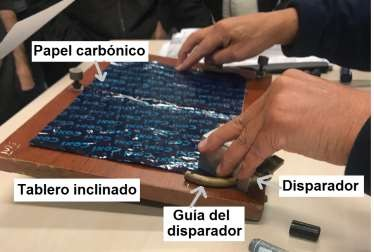 Papel carbónico
Tablero inclinado
Disparador
Guía del
disparador